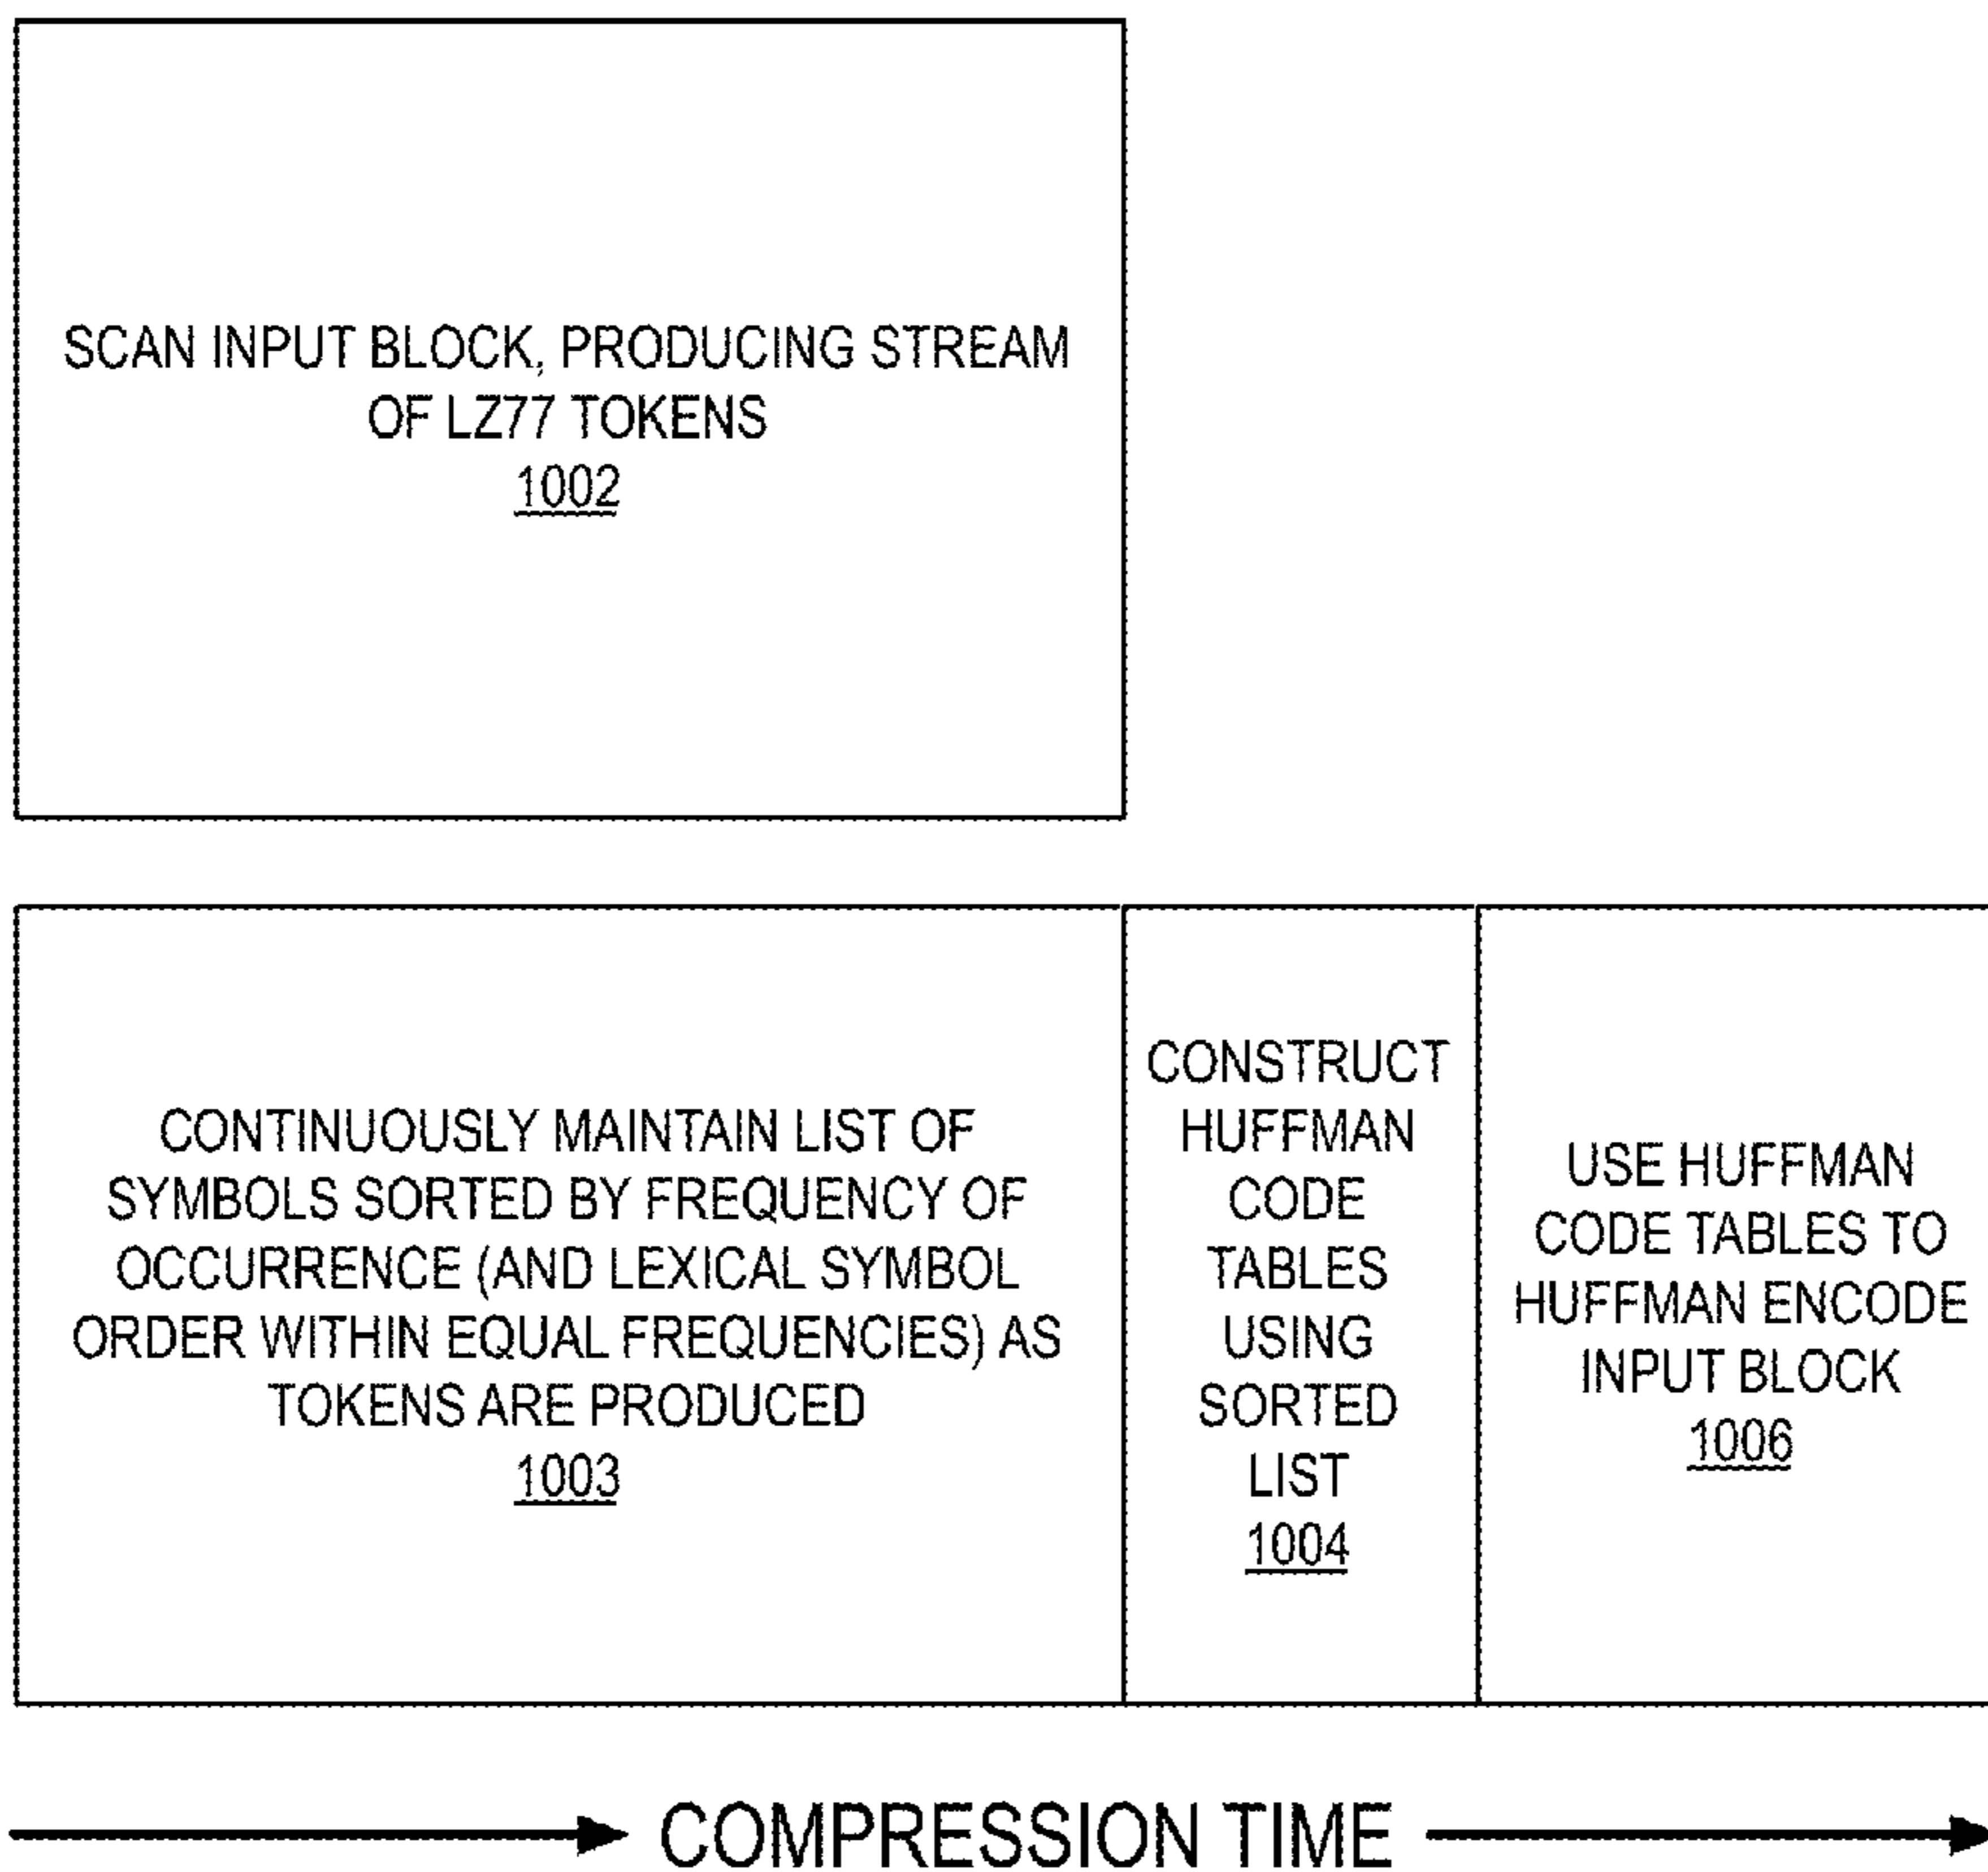 SCAN INPUT BLOCK, PRODUCING STREAM
OF LZ77 TOKENS
1002
CONTINUOUSLY MAINTAIN LIST OF
SYMBOLS SORTED BY FREQUENCY OF
OCCURRENCE (AND LEXICAL SYMBOL
ORDER WITHIN EQUAL FREQUENCIES) AS
TOKENS ARE PRODUCED
1003
CONSTRUCT
HUFFMAN
CODE
TABLES
USING
SORTED
LIST
1004
USE HUFFMAN
CODE TABLES TO
HUFFMAN ENCODE
INPUT BLOCK
1006
COMPRESSION TIME